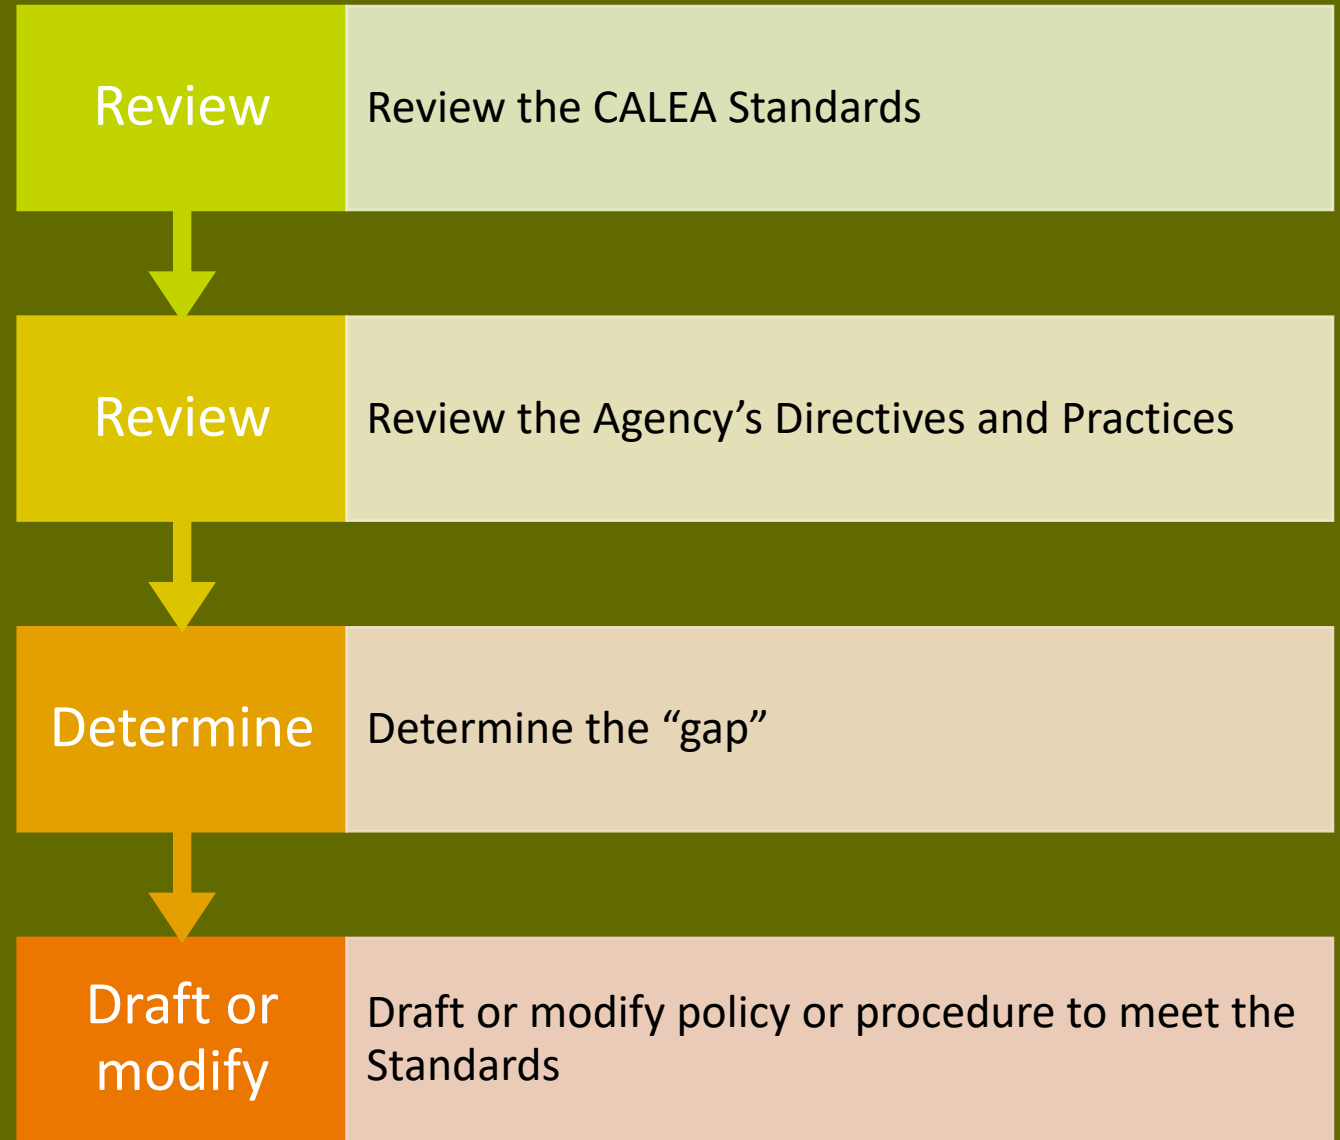 Review
Review the CALEA Standards
Review
Review the Agency’s Directives and Practices
Determine
Determine the “gap”
Draft or
modify
Draft or modify policy or procedure to meet the
Standards